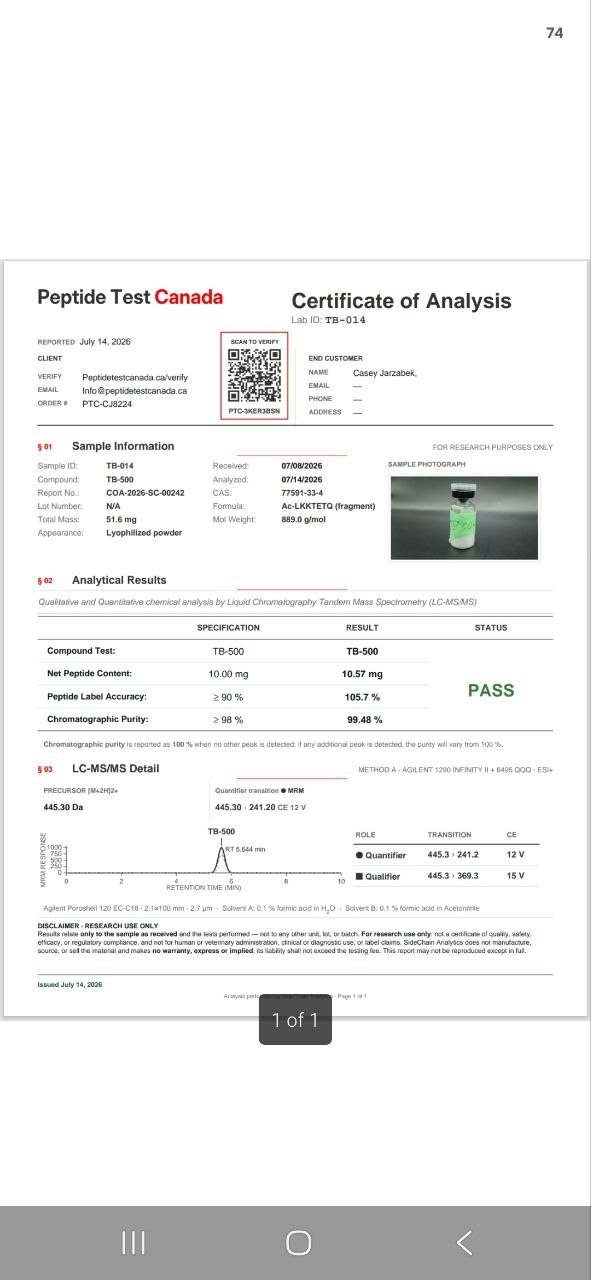 74
Peptide Test Canada
Certificate of Analysis
Lab ID: TB-014
REPORTED July 14, 2026
CLIENT
VERIFY Peptidetestcanada.ca/verify
EMAIL Info@peptidetestcanada.ca
ORDER # PTC-CJ8224
SCAN TO VERIFY
PTC-3KER3BSN
END CUSTOMER
NAME Casey Jarzabek,
EMAIL —
PHONE —
ADDRESS —
§ 01 Sample Information
FOR RESEARCH PURPOSES ONLY
Sample ID: TB-014
Compound: TB-500
Report No.: COA-2026-SC-00242
Lot Number: N/A
Total Mass: 51.6 mg
Appearance: Lyophilized powder
Received: 07/08/2026
Analyzed: 07/14/2026
CAS: 77591-33-4
Formula: Ac-LKKTETQ (fragment)
Mol Weight: 889.0 g/mol
SAMPLE PHOTOGRAPH
§ 02 Analytical Results
Qualitative and Quantitative chemical analysis by Liquid Chromatography Tandem Mass Spectrometry (LC-MS/MS)
SPECIFICATION RESULT STATUS
Compound Test: TB-500 TB-500
Net Peptide Content: 10.00 mg 10.57 mg
Peptide Label Accuracy: ≥ 90 % 105.7 %
Chromatographic Purity: ≥ 98 % 99.48 %
PASS
Chromatographic purity is reported as 100 % when no other peak is detected; if any additional peak is detected, the purity will vary from 100 %.
§ 03 LC-MS/MS Detail
METHOD A · AGILENT 1290 INFINITY II + 6495 QQQ · ESI+
PRECURSOR [M+2H]2+
445.30 Da
Quantifier transition ● MRM
445.30 › 241.20 CE 12 V
TB-500
RT 5.644 min
MRM RESPONSE
1000
750
500
250
0
0 2 4 6 8 10
RETENTION TIME (MIN)
ROLE TRANSITION CE
● Quantifier 445.3 › 241.2 12 V
■ Qualifier 445.3 › 369.3 15 V
Agilent Poroshell 120 EC-C18 · 2.1×100 mm · 2.7 µm · Solvent A: 0.1 % formic acid in H2O · Solvent B: 0.1 % formic acid in Acetonitrile
DISCLAIMER - RESEARCH USE ONLY
Results relate only to the sample as received and the tests performed — not to any other unit, lot, or batch. For research use only: not a certificate of quality, safety,
efficacy, or regulatory compliance, and not for human or veterinary administration, clinical or diagnostic use, or label claims. SideChain Analytics does not manufacture,
source, or sell the material and makes no warranty, express or implied; its liability shall not exceed the testing fee. This report may not be reproduced except in full.
Issued July 14, 2026
Analysis Page 1 of 1
1 of 1